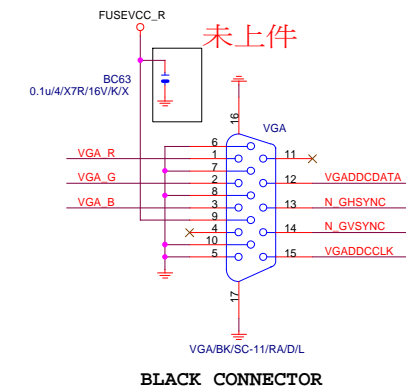 FUSEVCC_R
未上件
BC63
0.1u/4/X7R/16V/K/X
VGA
16
6
VGA_R 1 11
7
VGA_G 2 12 VGADDCDATA
8
VGA_B 3 13 N_GHSYNC
9
4 14 N_GVSYNC
10
5 15 VGADDCCLK
17
VGA/BK/SC-11/RA/D/L
BLACK CONNECTOR